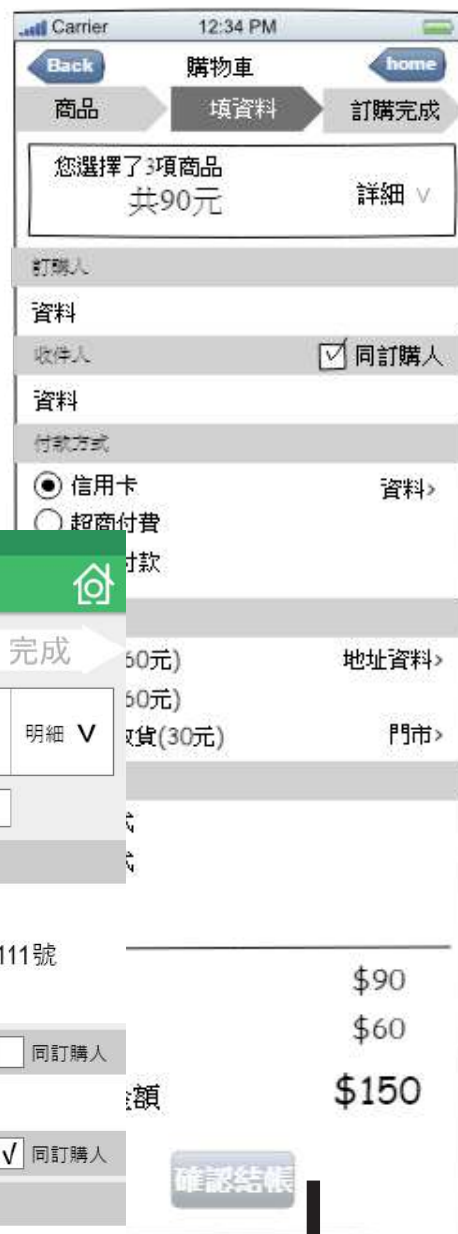 Carrier 12:34 PM
Back 購物車 home
商品 填資料 訂購完成
您選擇了3項商品
共90元 詳細 ∨
訂購人
資料
收件人 ☑ 同訂購人
資料
付款方式
信用卡 資料>
超商付費
付款
60元) 地址資料>
60元)
貨(30元) 門市>
式
式
$90
$60
金額 $150
確認結帳
完成
明細 V
111號
同訂購人
√ 同訂購人